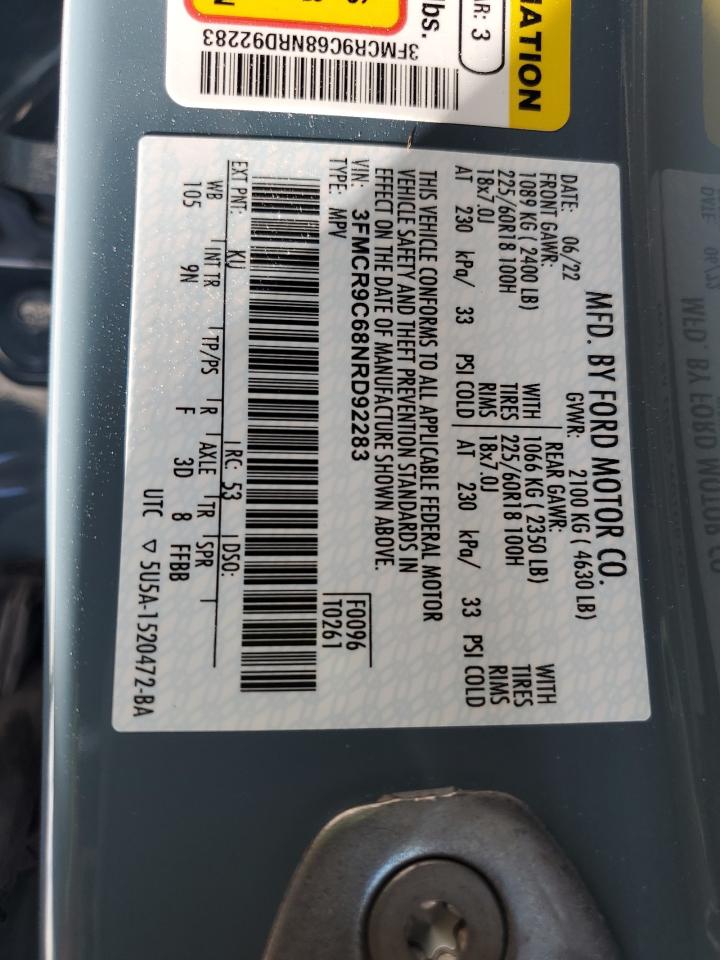 MATION
AR: 3
lbs.
3FMCR9C68NRD92283
MFD. BY FORD MOTOR CO.
DATE: 06/22 GVWR: 2100 KG ( 4630 LB)
FRONT GAWR: REAR GAWR:
1089 KG ( 2400 LB) WITH 1066 KG ( 2350 LB) WITH
225/60R18 100H TIRES 225/60R18 100H TIRES
18x7.0J RIMS 18x7.0J RIMS
AT 230 kPa/ 33 PSI COLD AT 230 kPa/ 33 PSI COLD
THIS VEHICLE CONFORMS TO ALL APPLICABLE FEDERAL MOTOR
VEHICLE SAFETY AND THEFT PREVENTION STANDARDS IN
EFFECT ON THE DATE OF MANUFACTURE SHOWN ABOVE.
VIN: 3FMCR9C68NRD92283 F0096
TYPE: MPV T0261
EXT PNT: KU RC: 53 DSO:
WB INT TR TP/PS R AXLE TR SPR
105 9N F 3D 8 FFBB
UTC ▽ 5U5A-1520472-BA